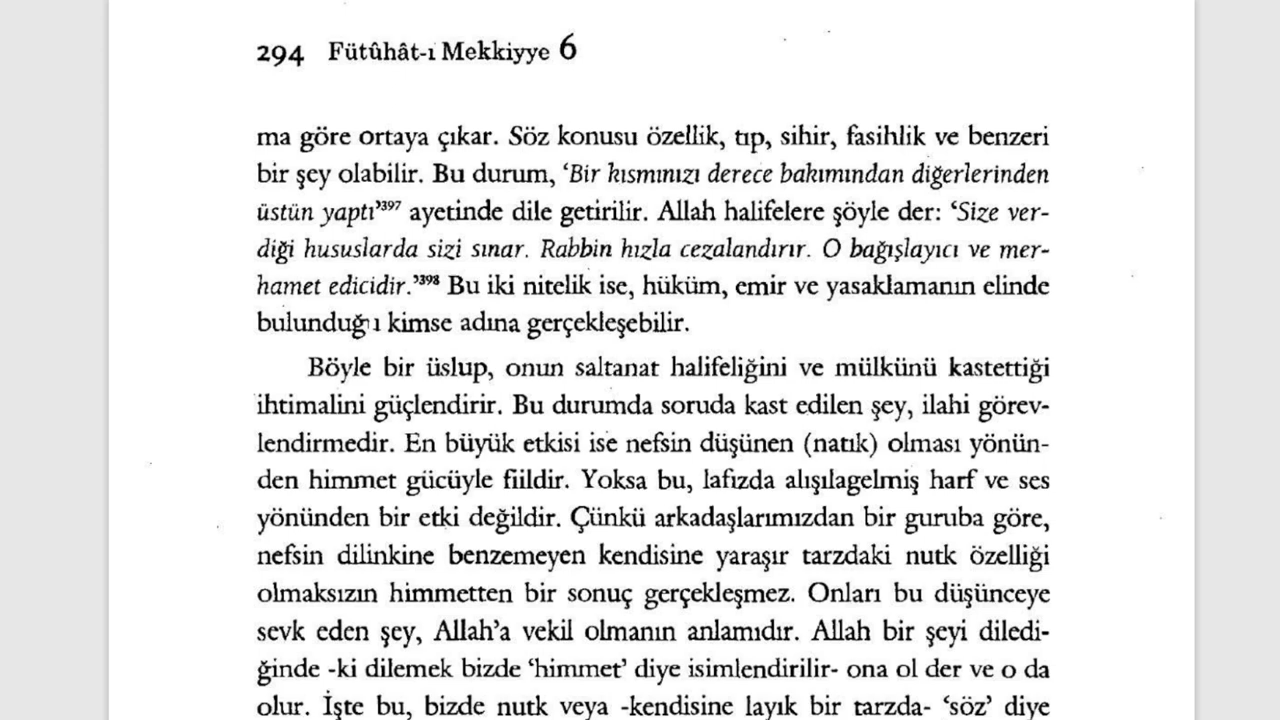 294 Fütûhât-ı Mekkiyye 6
ma göre ortaya çıkar. Söz konusu özellik, tıp, sihir, fasihlik ve benzeri
bir şey olabilir. Bu durum, ‘Bir kısmınızı derece bakımından diğerlerinden
üstün yaptı’³⁹⁷ ayetinde dile getirilir. Allah halifelere şöyle der: ‘Size ver-
diği hususlarda sizi sınar. Rabbin hızla cezalandırır. O bağışlayıcı ve mer-
hamet edicidir.’³⁹⁸ Bu iki nitelik ise, hüküm, emir ve yasaklamanın elinde
bulunduğu kimse adına gerçekleşebilir.
Böyle bir üslup, onun saltanat halifeliğini ve mülkünü kastettiği
ihtimalini güçlendirir. Bu durumda soruda kast edilen şey, ilahi görev-
lendirmedir. En büyük etkisi ise nefsin düşünen (natık) olması yönün-
den himmet gücüyle fiildir. Yoksa bu, lafızda alışılagelmiş harf ve ses
yönünden bir etki değildir. Çünkü arkadaşlarımızdan bir guruba göre,
nefsin dilinkine benzemeyen kendisine yaraşır tarzdaki nutk özelliği
olmaksızın himmetten bir sonuç gerçekleşmez. Onları bu düşünceye
sevk eden şey, Allah’a vekil olmanın anlamıdır. Allah bir şeyi diledi-
ğinde -ki dilemek bizde ‘himmet’ diye isimlendirilir- ona ol der ve o da
olur. İşte bu, bizde nutk veya -kendisine layık bir tarzda- ‘söz’ diye